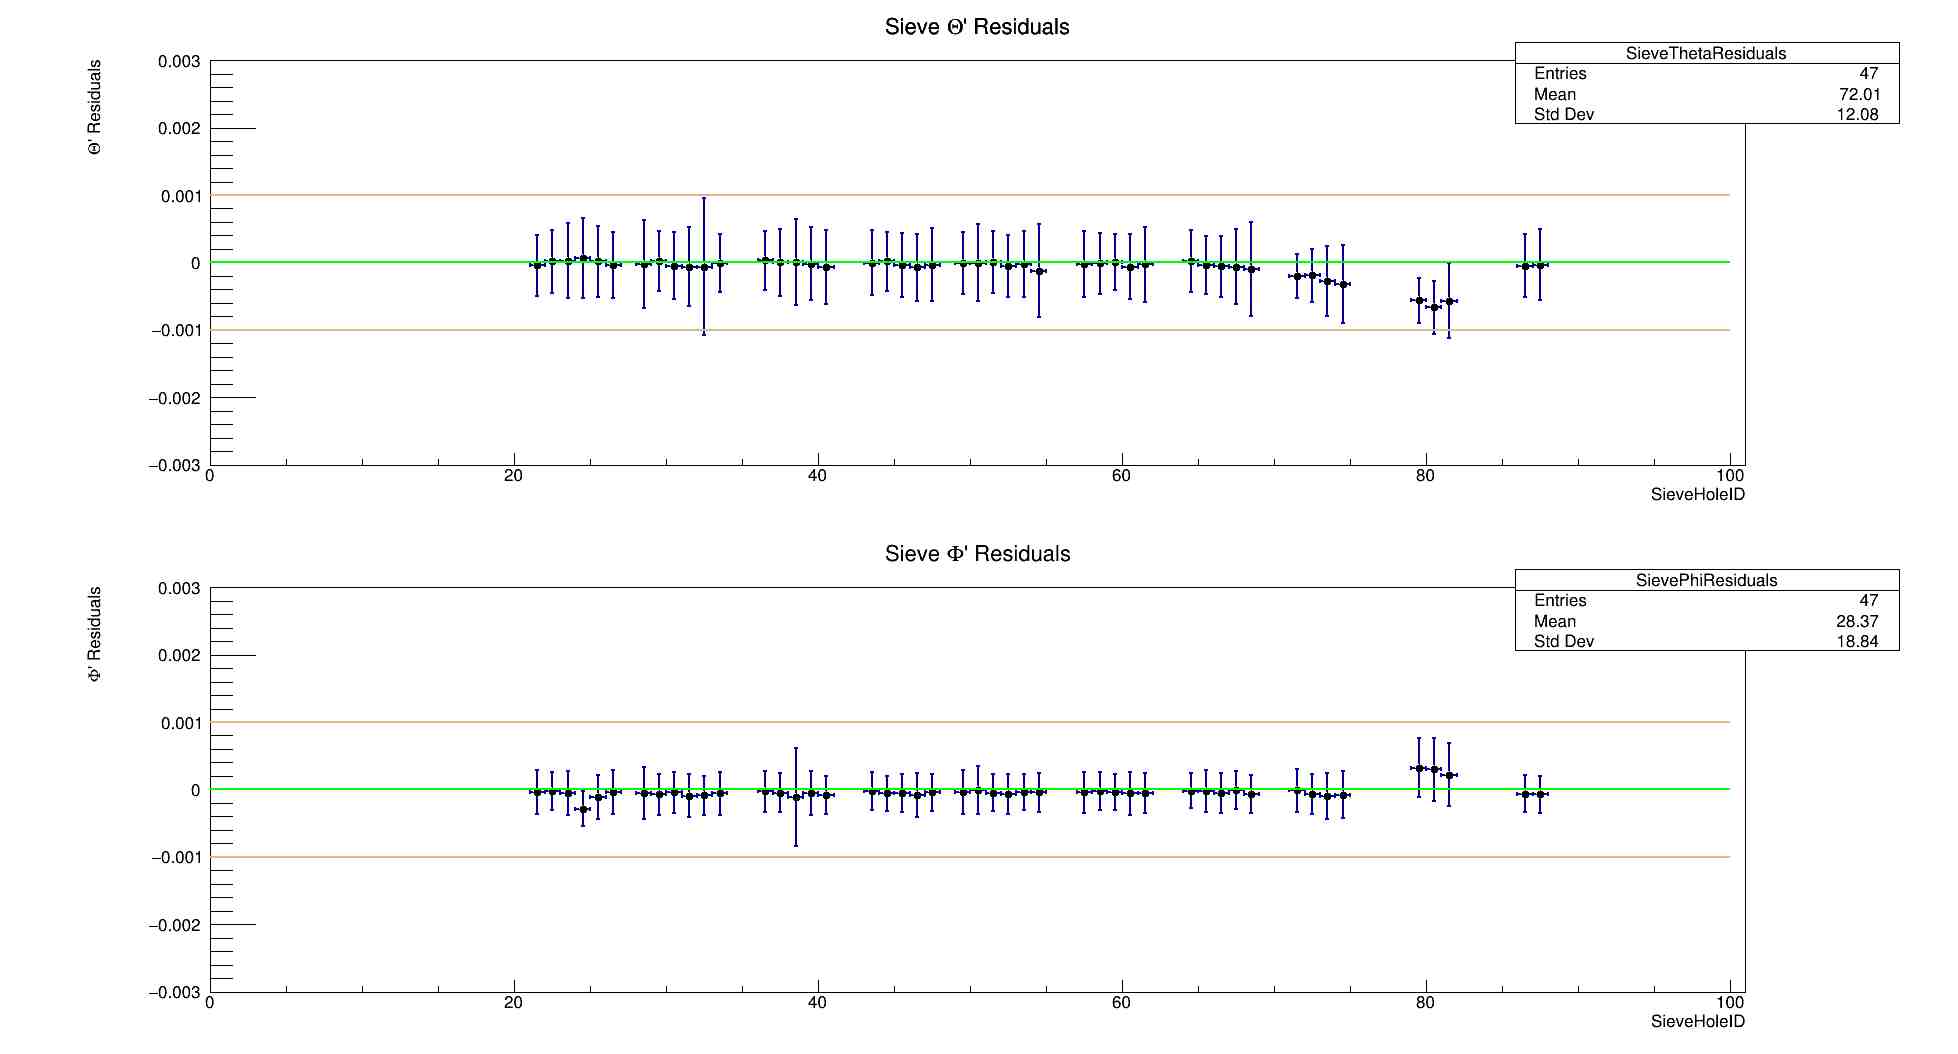 Sieve Θ' Residuals
SieveThetaResiduals
Entries 47
Mean 72.01
Std Dev 12.08
Θ' Residuals
0.003
0.002
0.001
0
−0.001
−0.002
−0.003
0 20 40 60 80 100
SieveHoleID
Sieve Φ' Residuals
SievePhiResiduals
Entries 47
Mean 28.37
Std Dev 18.84
Φ' Residuals
0.003
0.002
0.001
0
−0.001
−0.002
−0.003
0 20 40 60 80 100
SieveHoleID